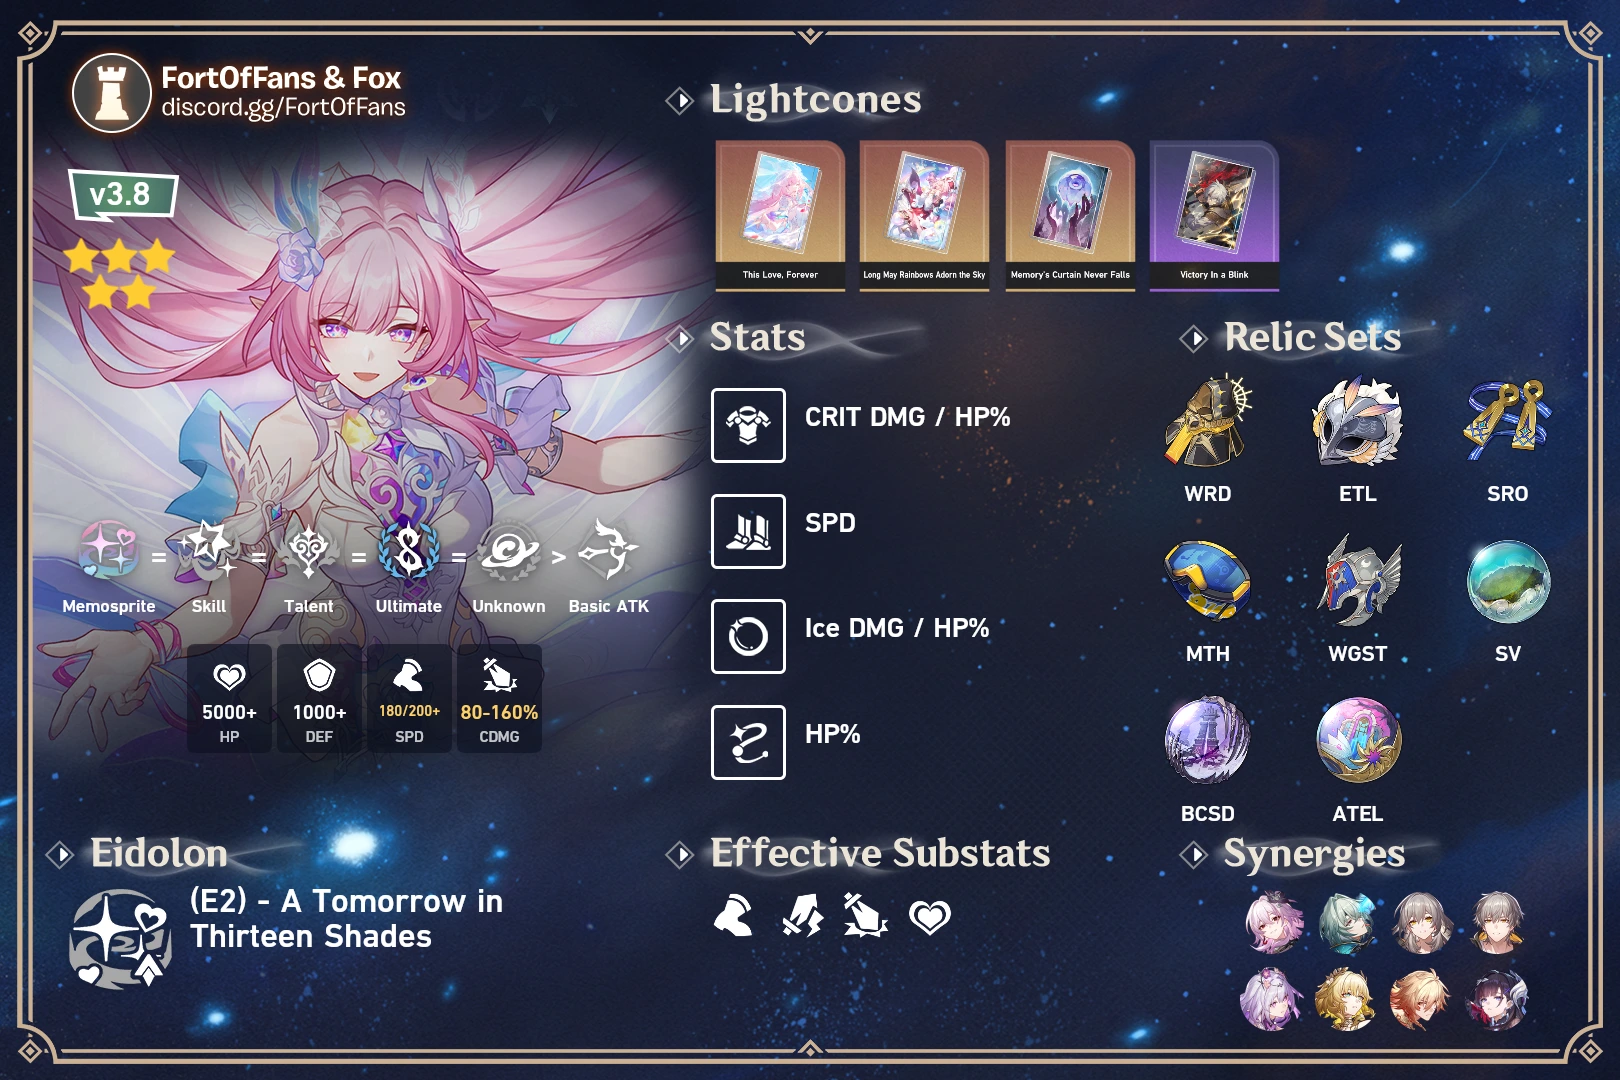 FortOfFans & Fox
discord.gg/FortOfFans
v3.8
Memosprite = Skill = Talent = Ultimate = Unknown > Basic ATK
5000+ 1000+ 180/200+ 80-160%
HP DEF SPD CDMG
Eidolon
(E2) - A Tomorrow in
Thirteen Shades
Lightcones
This Love, Forever
Long May Rainbows Adorn the Sky
Memory's Curtain Never Falls
Victory In a Blink
Stats
CRIT DMG / HP%
SPD
Ice DMG / HP%
HP%
Relic Sets
WRD ETL SRO
MTH WGST SV
BCSD ATEL
Effective Substats
Synergies